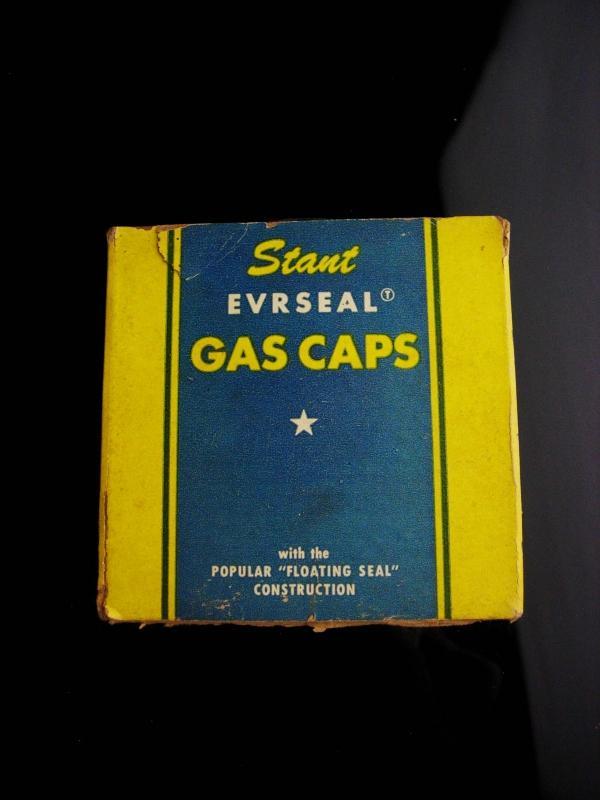 Stant
EVRSEAL Ⓣ
GAS CAPS
with the
POPULAR "FLOATING SEAL"
CONSTRUCTION